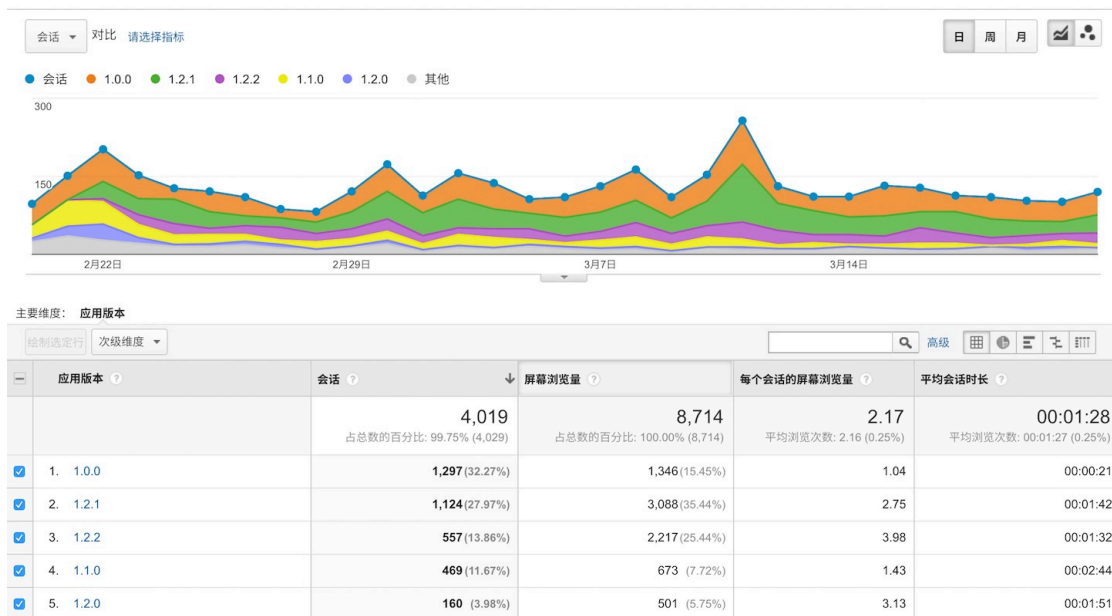 会话 对比 请选择指标 日 周 月
会话 1.0.0 1.2.1 1.2.2 1.1.0 1.2.0 其他
300
150
2月22日 2月29日 3月7日 3月14日
主要维度： 应用版本
绘制选定行 次级维度 高级
应用版本 ? 会话 ? 屏幕浏览量 ? 每个会话的屏幕浏览量 ? 平均会话时长 ?
4,019 8,714 2.17 00:01:28
占总数的百分比: 99.75% (4,029) 占总数的百分比: 100.00% (8,714) 平均浏览次数: 2.16 (0.25%) 平均浏览次数: 00:01:27 (0.25%)
1. 1.0.0 1,297 (32.27%) 1,346 (15.45%) 1.04 00:00:21
2. 1.2.1 1,124 (27.97%) 3,088 (35.44%) 2.75 00:01:42
3. 1.2.2 557 (13.86%) 2,217 (25.44%) 3.98 00:01:32
4. 1.1.0 469 (11.67%) 673 (7.72%) 1.43 00:02:44
5. 1.2.0 160 (3.98%) 501 (5.75%) 3.13 00:01:51